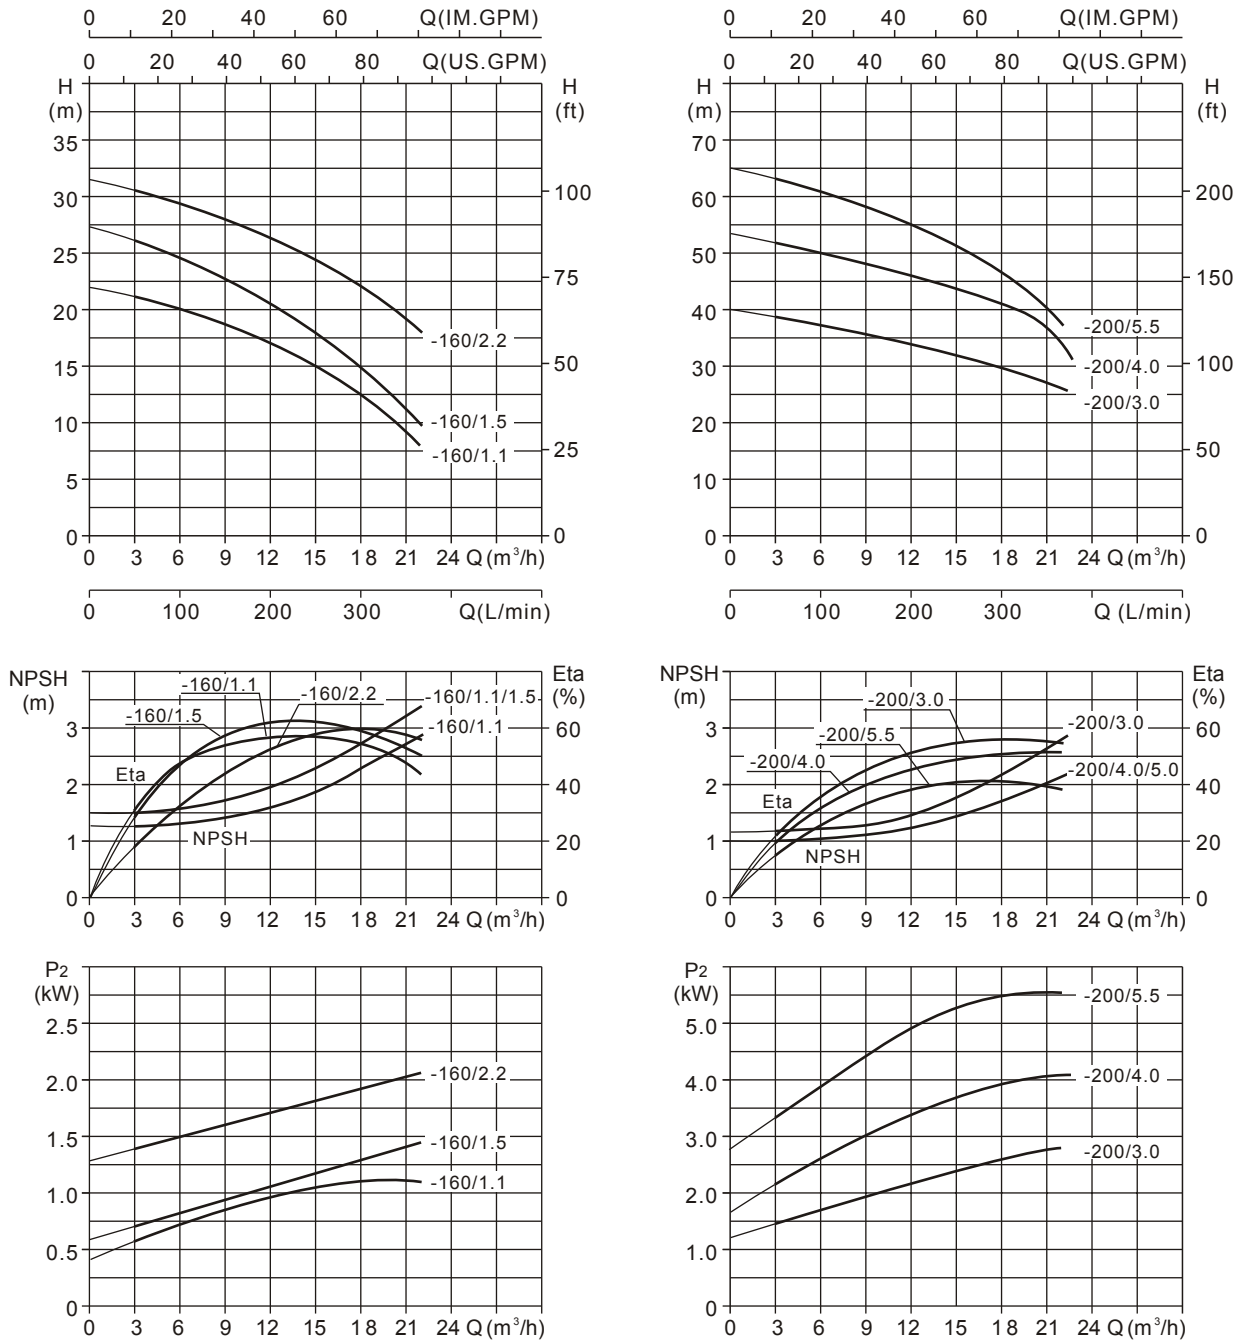 0 20 40 60 Q(IM.GPM)
0 20 40 60 80 Q(US.GPM)
H (m)
H (ft)
35
30
25
20
15
10
5
0
100
75
50
25
0
-160/2.2
-160/1.5
-160/1.1
0 3 6 9 12 15 18 21 24 Q(m³/h)
0 100 200 300 Q(L/min)
NPSH (m)
Eta (%)
3
2
1
0
60
40
20
0
-160/1.1
-160/2.2
-160/1.5
-160/1.1/1.5
-160/1.1
Eta
NPSH
0 3 6 9 12 15 18 21 24 Q(m³/h)
P2 (kW)
2.5
2.0
1.5
1.0
0.5
0
-160/2.2
-160/1.5
-160/1.1
0 3 6 9 12 15 18 21 24 Q(m³/h)
0 20 40 60 Q(IM.GPM)
0 20 40 60 80 Q(US.GPM)
H (m)
H (ft)
70
60
50
40
30
20
10
0
200
150
100
50
0
-200/5.5
-200/4.0
-200/3.0
0 3 6 9 12 15 18 21 24 Q(m³/h)
0 100 200 300 Q (L/min)
NPSH (m)
Eta (%)
3
2
1
0
60
40
20
0
-200/3.0
-200/5.5
-200/4.0
-200/3.0
-200/4.0/5.0
Eta
NPSH
0 3 6 9 12 15 18 21 24 Q(m³/h)
P2 (kW)
5.0
4.0
3.0
2.0
1.0
0
-200/5.5
-200/4.0
-200/3.0
0 3 6 9 12 15 18 21 24 Q(m³/h)